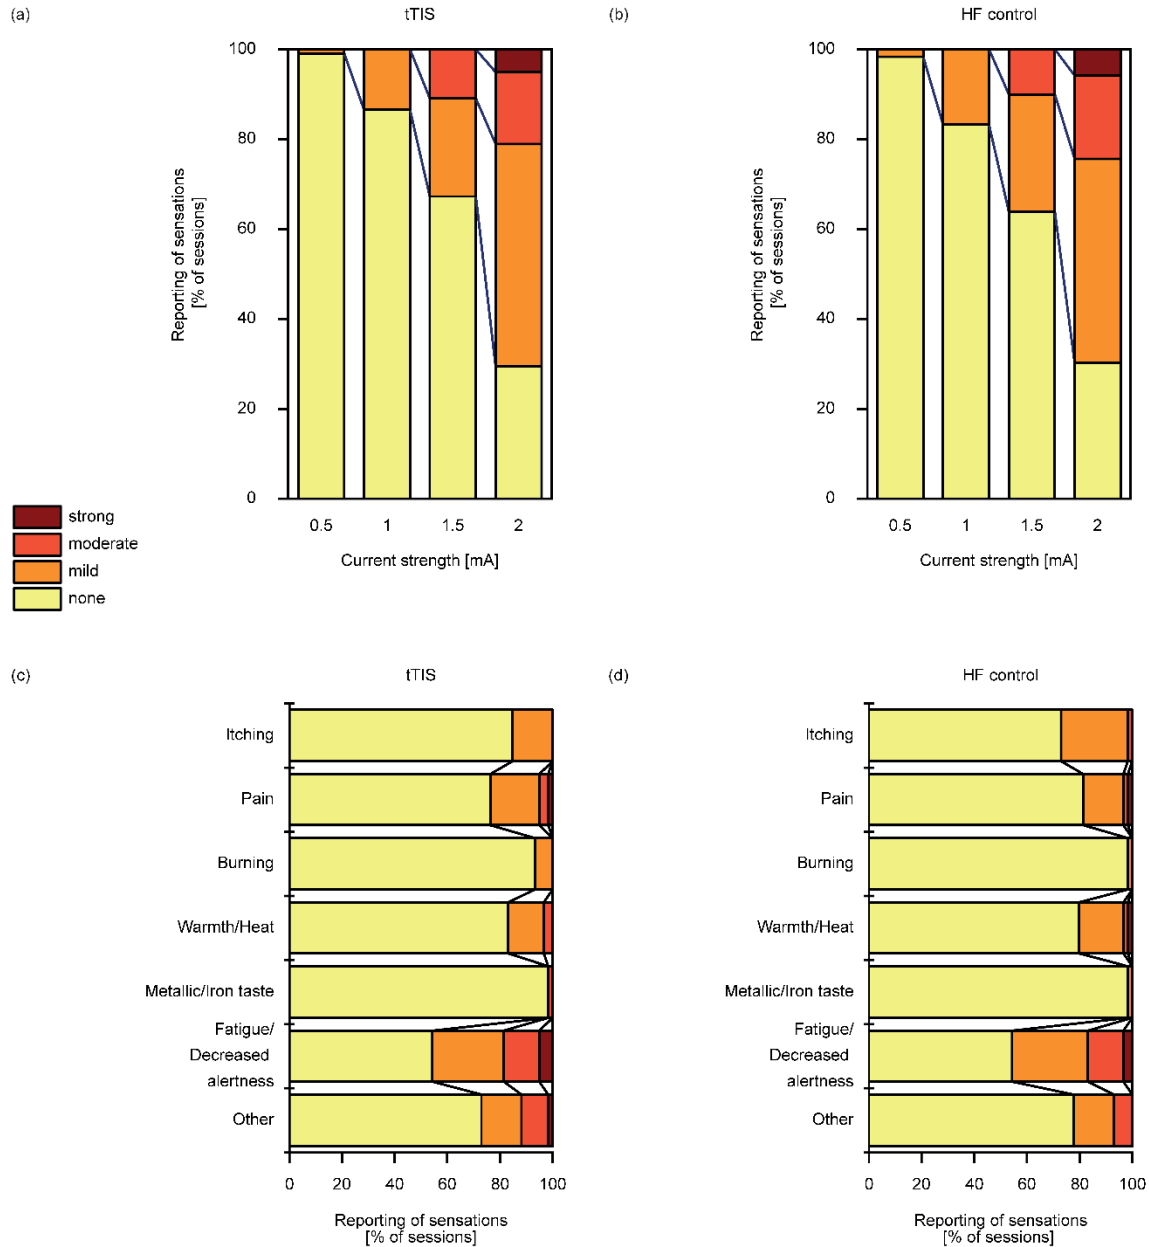 (a)
tTIS
100
80
60
40
20
0
Reporting of sensations
[% of sessions]
0.5 1 1.5 2
Current strength [mA]
(b)
HF control
100
80
60
40
20
0
Reporting of sensations
[% of sessions]
0.5 1 1.5 2
Current strength [mA]
strong
moderate
mild
none
(c)
tTIS
Itching
Pain
Burning
Warmth/Heat
Metallic/Iron taste
Fatigue/
Decreased
alertness
Other
0 20 40 60 80 100
Reporting of sensations
[% of sessions]
(d)
HF control
Itching
Pain
Burning
Warmth/Heat
Metallic/Iron taste
Fatigue/
Decreased
alertness
Other
0 20 40 60 80 100
Reporting of sensations
[% of sessions]